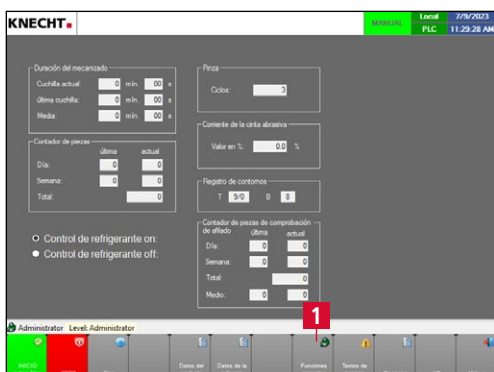 KNECHT
MANUAL
Local
7/9/2023
PLC
11:29:28 AM
Duración del mecanizado
Cuchilla actual: 0 min. 00 s
última cuchilla: 0 min. 00 s
Media: 0 min. 00 s
Pinza
Ciclos: 3
Corriente de la cinta abrasiva
Valor en %: 0.0 %
Contador de piezas
última actual
Día: 0 0
Semana: 0 0
Total: 0
Registro de contornos
T 9/0 B 8
Control de refrigerante on:
Control de refrigerante off:
Contador de piezas de comprobación de afilado
última actual
Día: 0 0
Semana: 0 0
Total: 0
Medio: 0 0
1
Administrator Level: Administrator
INICIO
Datos del
Datos de la
Funciones
Textos de